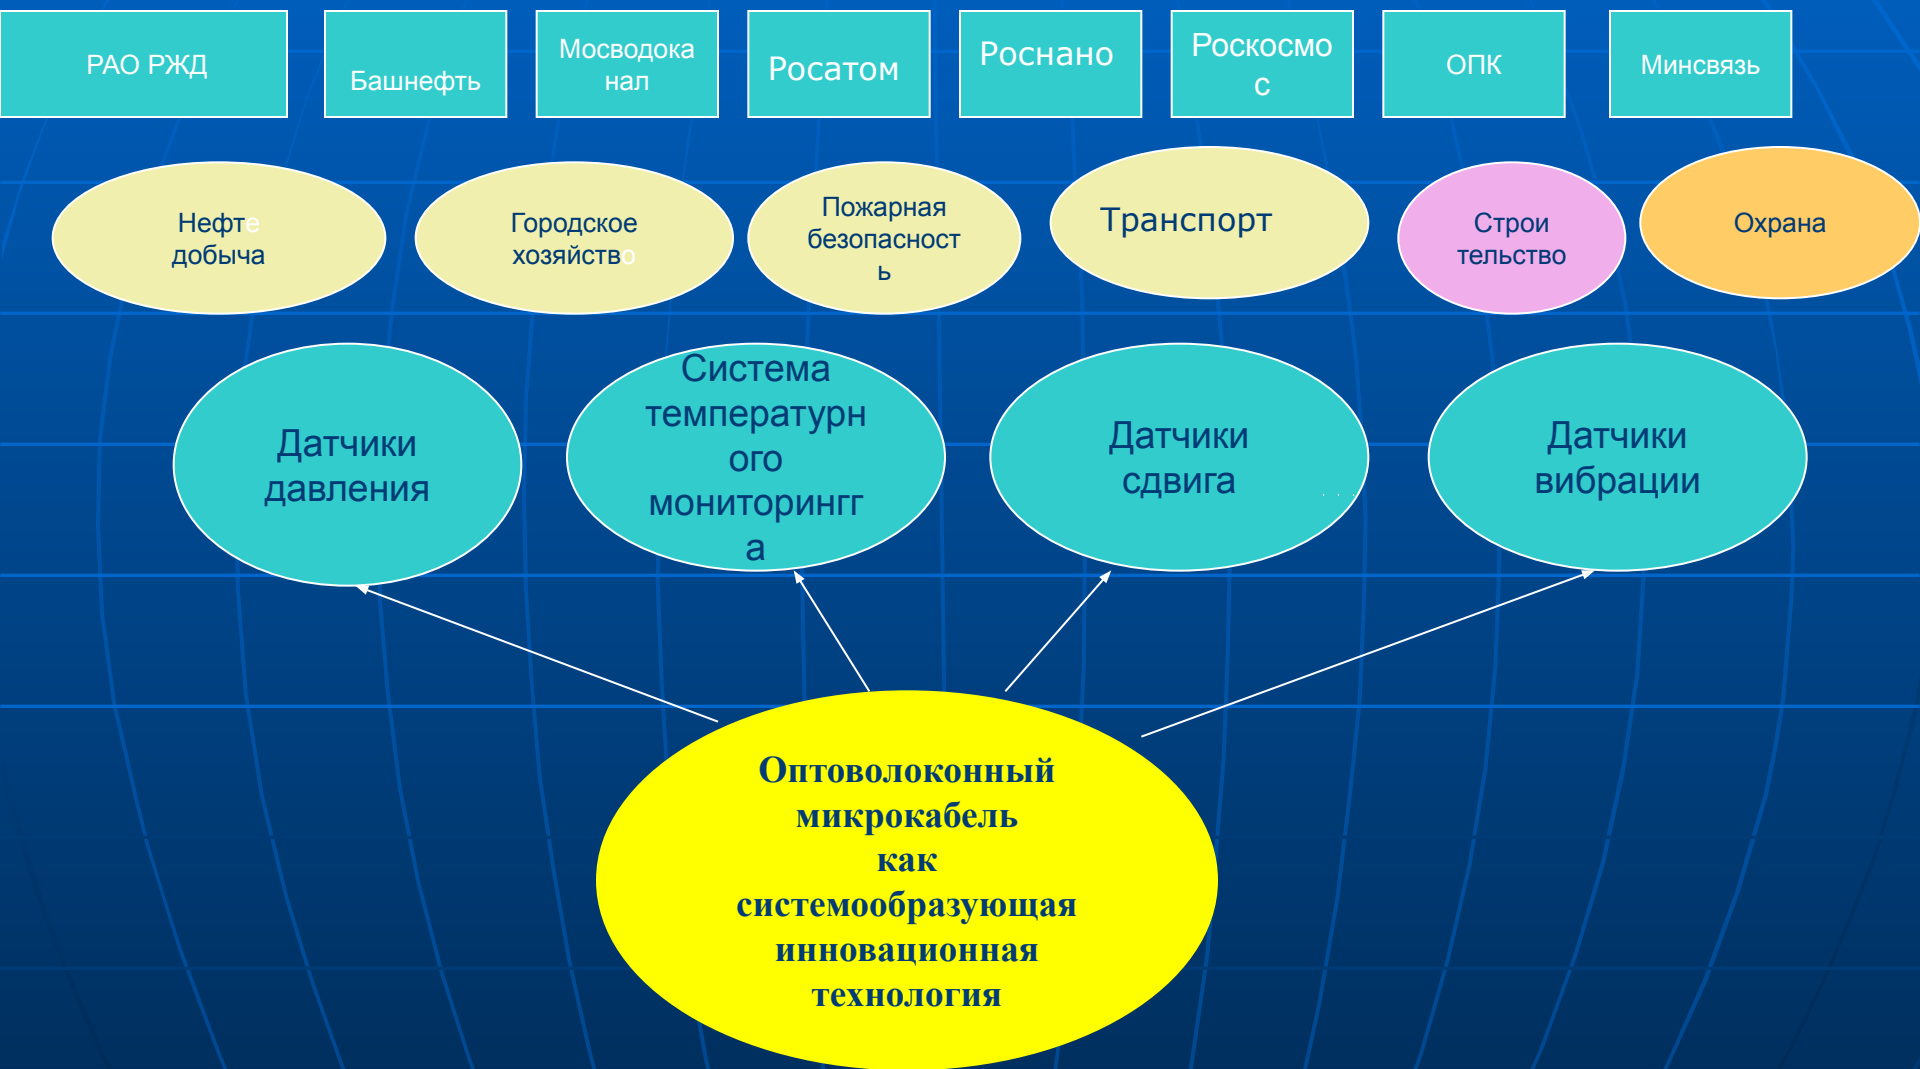 РАО РЖД
Башнефть
Мосводока
нал
Росатом
Роснано
Роскосмо
с
ОПК
Минсвязь
Нефте
добыча
Городское
хозяйство
Пожарная
безопасност
ь
Транспорт
Строи
тельство
Охрана
Датчики
давления
Система
температурн
ого
мониторингг
а
Датчики
сдвига
. . .
Датчики
вибрации
Оптоволоконный
микрокабель
как
системообразующая
инновационная
технология